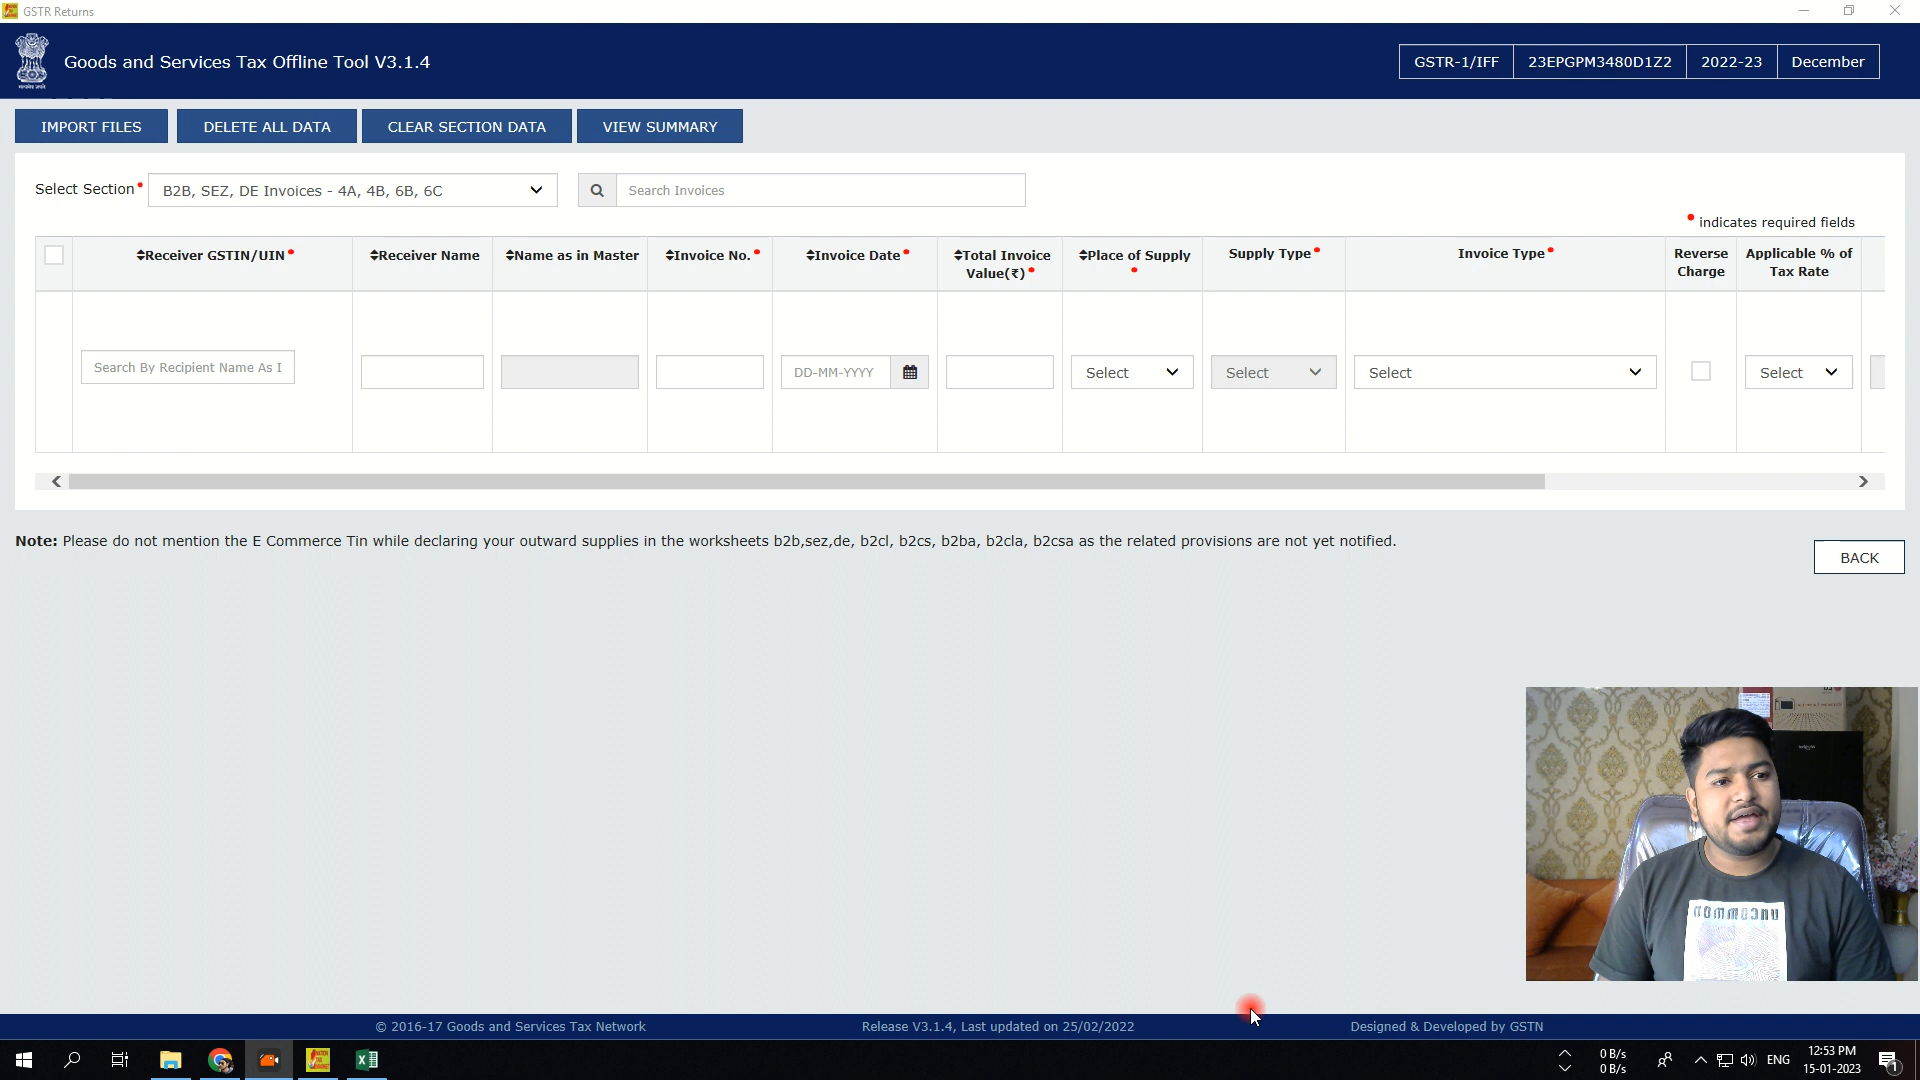 GSTR Returns
Goods and Services Tax Offline Tool V3.1.4
GSTR-1/IFF 23EPGPM3480D1Z2 2022-23 December
IMPORT FILES DELETE ALL DATA CLEAR SECTION DATA VIEW SUMMARY
Select Section• B2B, SEZ, DE Invoices - 4A, 4B, 6B, 6C Search Invoices
• indicates required fields
Receiver GSTIN/UIN• Receiver Name Name as in Master Invoice No.• Invoice Date• Total Invoice Value(₹)• Place of Supply• Supply Type• Invoice Type• Reverse Charge Applicable % of Tax Rate
Search By Recipient Name As I DD-MM-YYYY Select Select Select Select
Note: Please do not mention the E Commerce Tin while declaring your outward supplies in the worksheets b2b,sez,de, b2cl, b2cs, b2ba, b2cla, b2csa as the related provisions are not yet notified.
BACK
UNCOMMON
© 2016-17 Goods and Services Tax Network Release V3.1.4, Last updated on 25/02/2022 Designed & Developed by GSTN
0 B/s
0 B/s
ENG
12:53 PM
15-01-2023
1